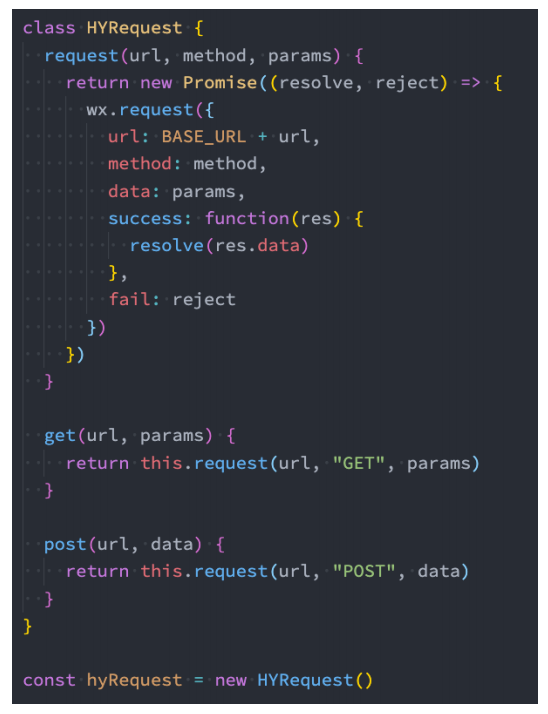 class HYRequest {
  request(url, method, params) {
    return new Promise((resolve, reject) => {
      wx.request({
        url: BASE_URL + url,
        method: method,
        data: params,
        success: function(res) {
          resolve(res.data)
        },
        fail: reject
      })
    })
  }

  get(url, params) {
    return this.request(url, "GET", params)
  }

  post(url, data) {
    return this.request(url, "POST", data)
  }
}

const hyRequest = new HYRequest()